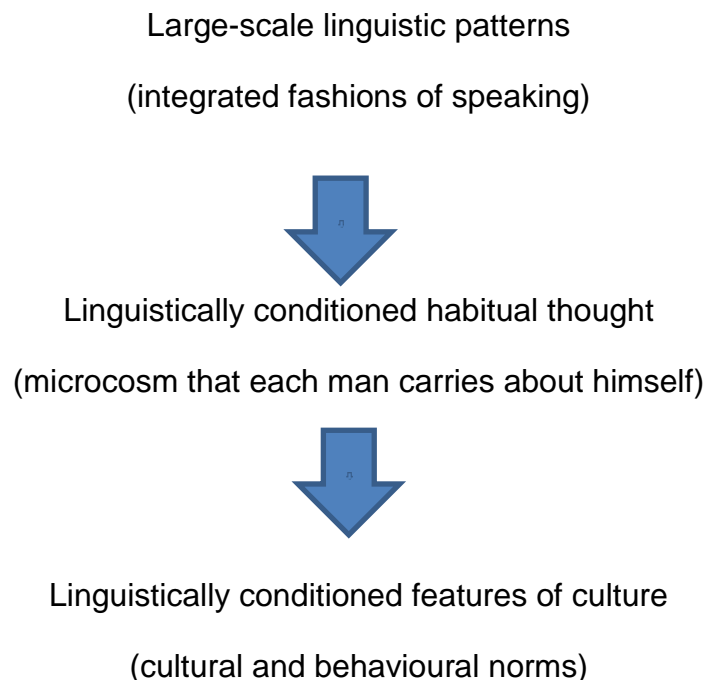 Large-scale linguistic patterns
(integrated fashions of speaking)
Linguistically conditioned habitual thought
(microcosm that each man carries about himself)
Linguistically conditioned features of culture
(cultural and behavioural norms)